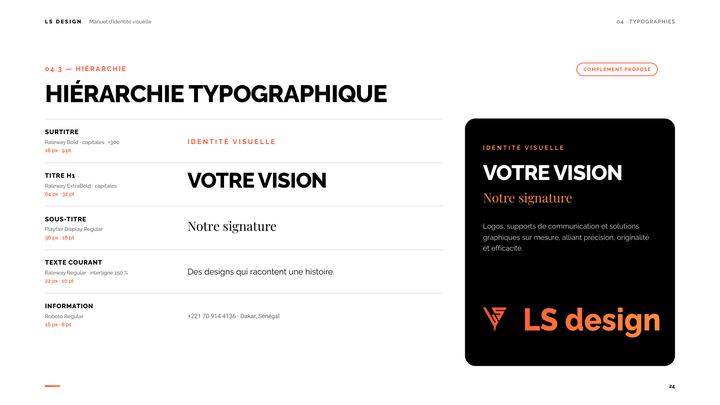 LS DESIGN Manuel d'identité visuelle
04 · TYPOGRAPHIES
04.3 — HIÉRARCHIE
COMPLÉMENT PROPOSÉ
HIÉRARCHIE TYPOGRAPHIQUE
SURTITRE
Raleway Bold · capitales · +300
18 px · 9 pt
IDENTITÉ VISUELLE
TITRE H1
Raleway ExtraBold · capitales
64 px · 32 pt
VOTRE VISION
SOUS-TITRE
Playfair Display Regular
36 px · 18 pt
Notre signature
TEXTE COURANT
Raleway Regular · interligne 150 %
22 px · 10 pt
Des designs qui racontent une histoire.
INFORMATION
Roboto Regular
16 px · 8 pt
+221 70 914 41 36 · Dakar, Sénégal
IDENTITÉ VISUELLE
VOTRE VISION
Notre signature
Logos, supports de communication et solutions
graphiques sur mesure, alliant précision, originalité
et efficacité.
LS design
24